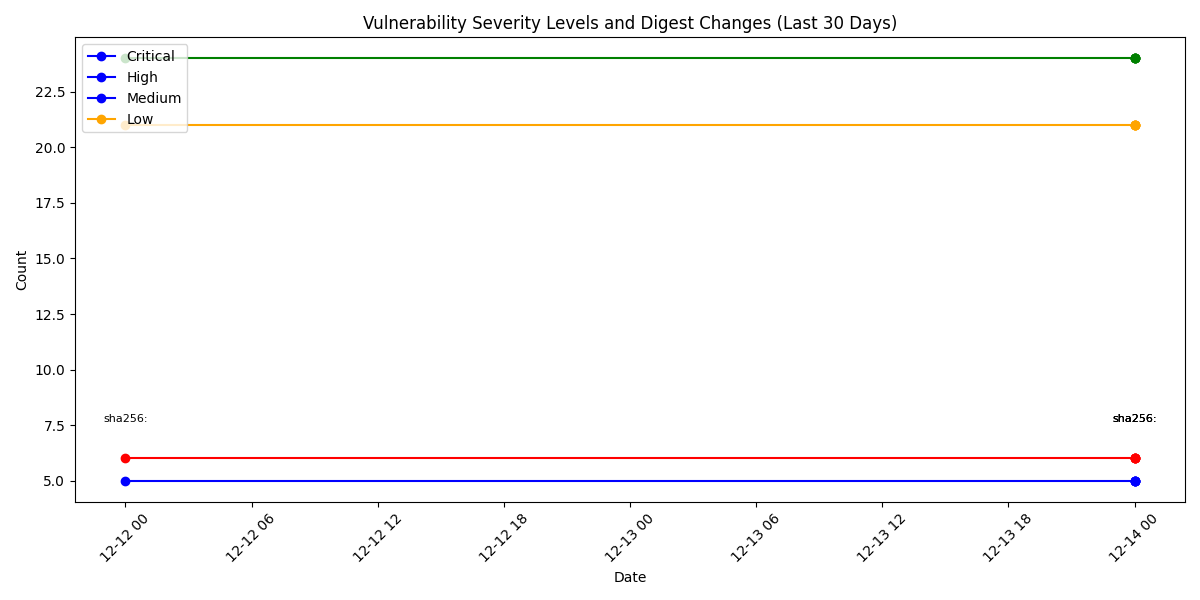 Vulnerability Severity Levels and Digest Changes (Last 30 Days)
Critical
High
Medium
Low
Count
22.5
20.0
17.5
15.0
12.5
10.0
7.5
5.0
sha256:
sha256:
12-12 00
12-12 06
12-12 12
12-12 18
12-13 00
12-13 06
12-13 12
12-13 18
12-14 00
Date